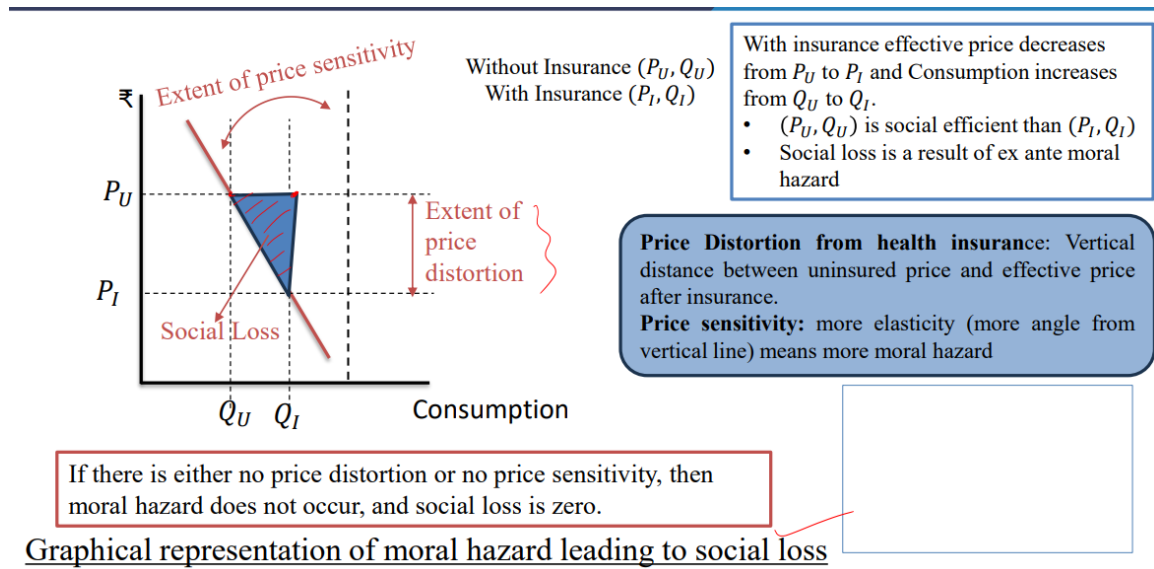 Extent of price sensitivity
₹
P_U
P_I
Extent of
price
distortion
Social Loss
Q_U Q_I
Consumption
Without Insurance (P_U, Q_U)
With Insurance (P_I, Q_I)
With insurance effective price decreases
from P_U to P_I and Consumption increases
from Q_U to Q_I.
• (P_U, Q_U) is social efficient than (P_I, Q_I)
• Social loss is a result of ex ante moral
hazard
Price Distortion from health insurance: Vertical
distance between uninsured price and effective price
after insurance.
Price sensitivity: more elasticity (more angle from
vertical line) means more moral hazard
If there is either no price distortion or no price sensitivity, then
moral hazard does not occur, and social loss is zero.
Graphical representation of moral hazard leading to social loss